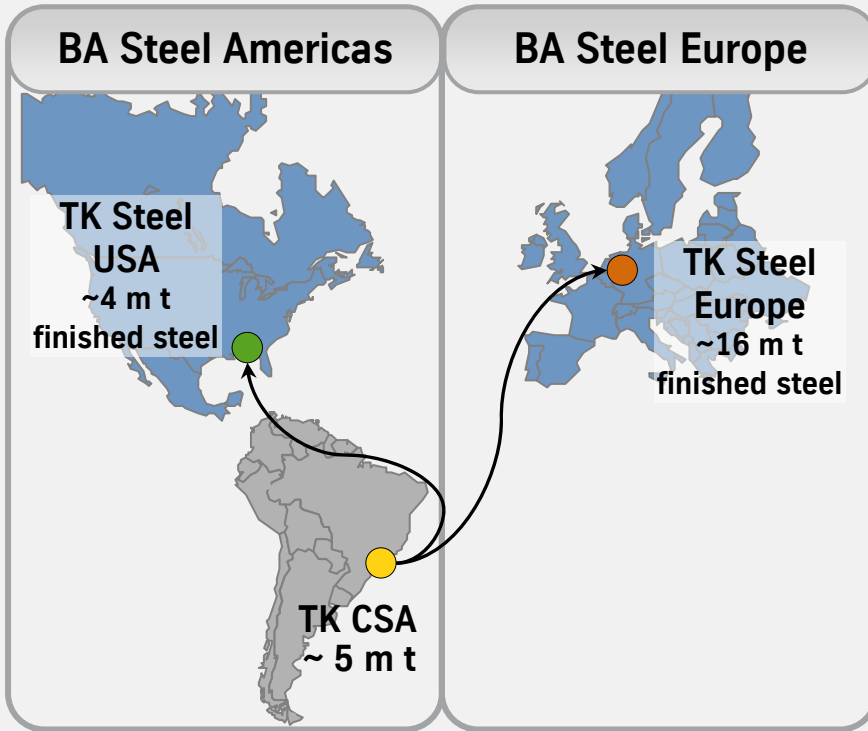 BA Steel Americas
BA Steel Europe
TK Steel
USA
~4 m t
finished steel
TK Steel
Europe
~16 m t
finished steel
TK CSA
~ 5 m t